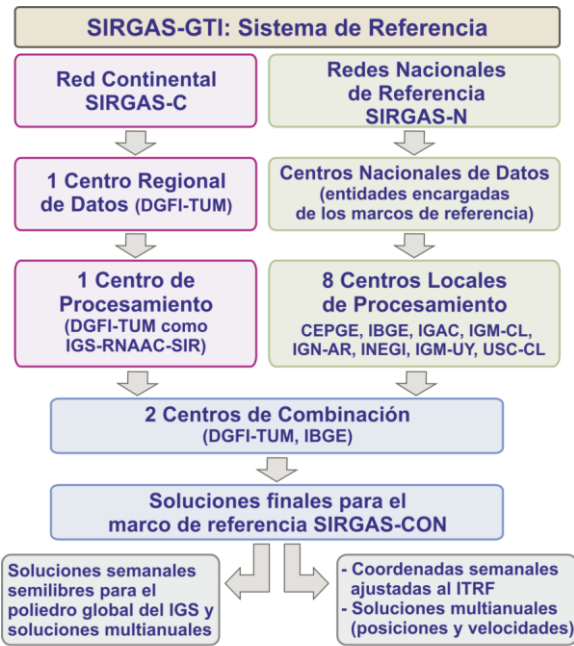 SIRGAS-GTI: Sistema de Referencia
Red Continental
SIRGAS-C
Redes Nacionales
de Referencia
SIRGAS-N
1 Centro Regional
de Datos (DGFI-TUM)
Centros Nacionales de Datos
(entidades encargadas
de los marcos de referencia)
1 Centro de
Procesamiento
(DGFI-TUM como
IGS-RNAAC-SIR)
8 Centros Locales
de Procesamiento
CEPGE, IBGE, IGAC, IGM-CL,
IGN-AR, INEGI, IGM-UY, USC-CL
2 Centros de Combinación
(DGFI-TUM, IBGE)
Soluciones finales para el
marco de referencia SIRGAS-CON
Soluciones semanales
semilibres para el
poliedro global del IGS y
soluciones multianuales
- Coordenadas semanales
ajustadas al ITRF
- Soluciones multianuales
(posiciones y velocidades)